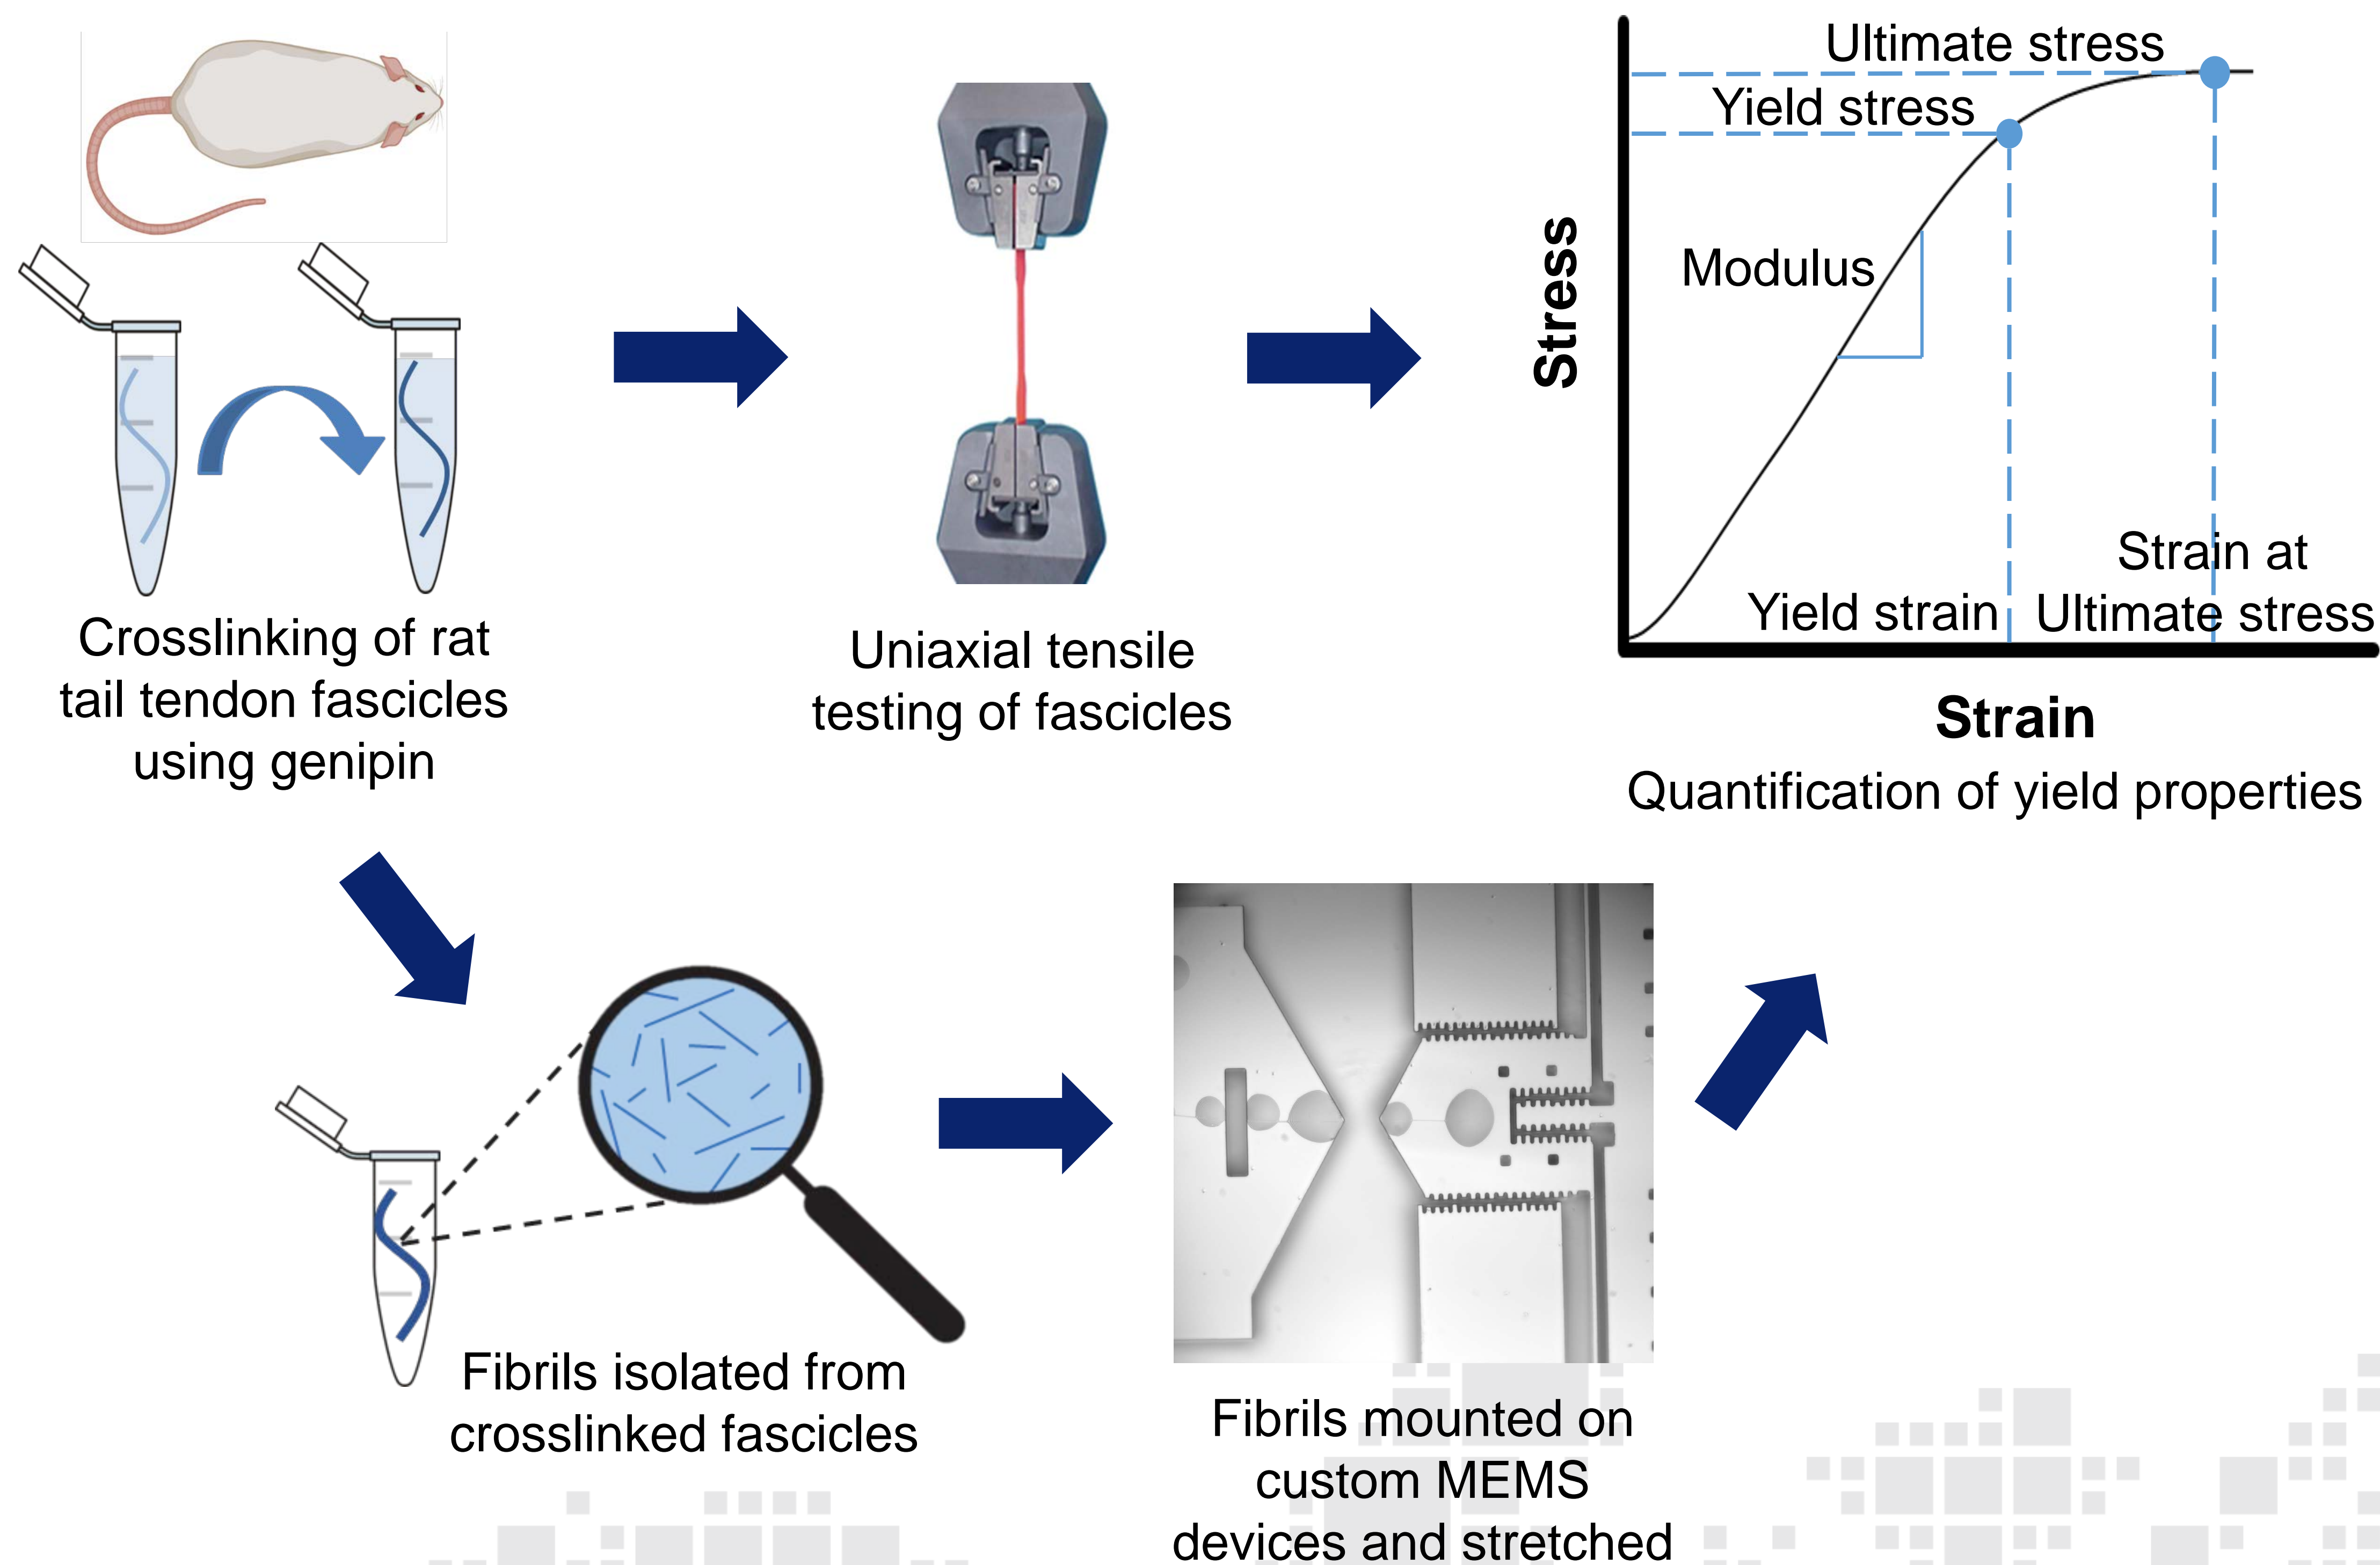 Ultimate stress
Yield stress
Modulus
Stress
Strain at
Yield strain
Ultimate stress
Strain
Quantification of yield properties
Crosslinking of rat
tail tendon fascicles
using genipin
Uniaxial tensile
testing of fascicles
Fibrils isolated from
crosslinked fascicles
Fibrils mounted on
custom MEMS
devices and stretched